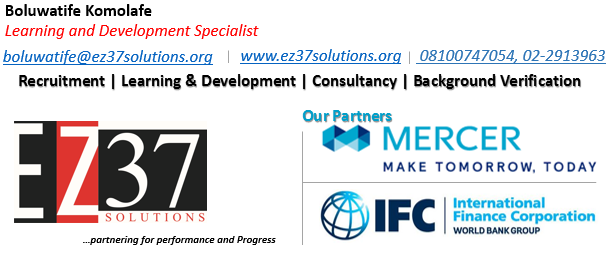 Boluwatife Komolafe
Learning and Development Specialist
boluwatife@ez37solutions.org | www.ez37solutions.org | 08100747054, 02-2913963
Recruitment | Learning & Development | Consultancy | Background Verification
Our Partners
EZ37
SOLUTIONS
...partnering for performance and Progress
MERCER
MAKE TOMORROW, TODAY
IFC
International
Finance Corporation
WORLD BANK GROUP